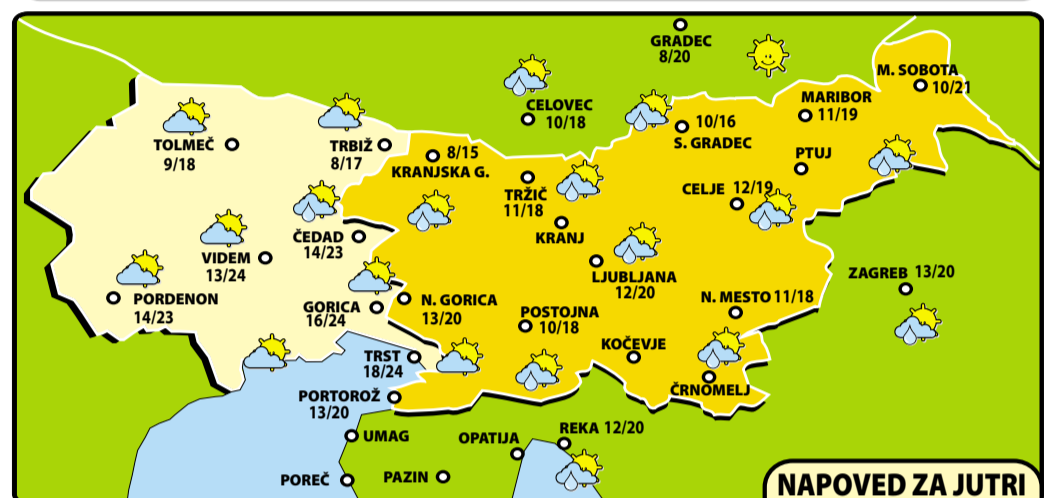 GRADEC
8/20
M. SOBOTA
10/21
CELOVEC
10/18
MARIBOR
11/19
10/16
S. GRADEC
TOLMEČ
9/18
TRBIŽ
8/17
8/15
KRANJSKA G.
PTUJ
TRŽIČ
11/18
CELJE 12/19
KRANJ
ČEDAD
14/23
VIDEM
13/24
LJUBLJANA
12/20
ZAGREB 13/20
PORDENON
14/23
GORICA
16/24
N. GORICA
13/20
POSTOJNA
10/18
N. MESTO 11/18
KOČEVJE
TRST
18/24
ČRNOMELJ
PORTOROŽ
13/20
UMAG
OPATIJA
REKA 12/20
POREČ
PAZIN
NAPOVED ZA JUTRI